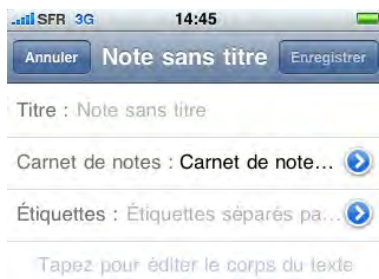 SFR 3G 14:45
Annuler Note sans titre Enregistrer
Titre : Note sans titre
Carnet de notes : Carnet de note...
Étiquettes : Étiquettes séparés pa...
Tapez pour éditer le corps du texte